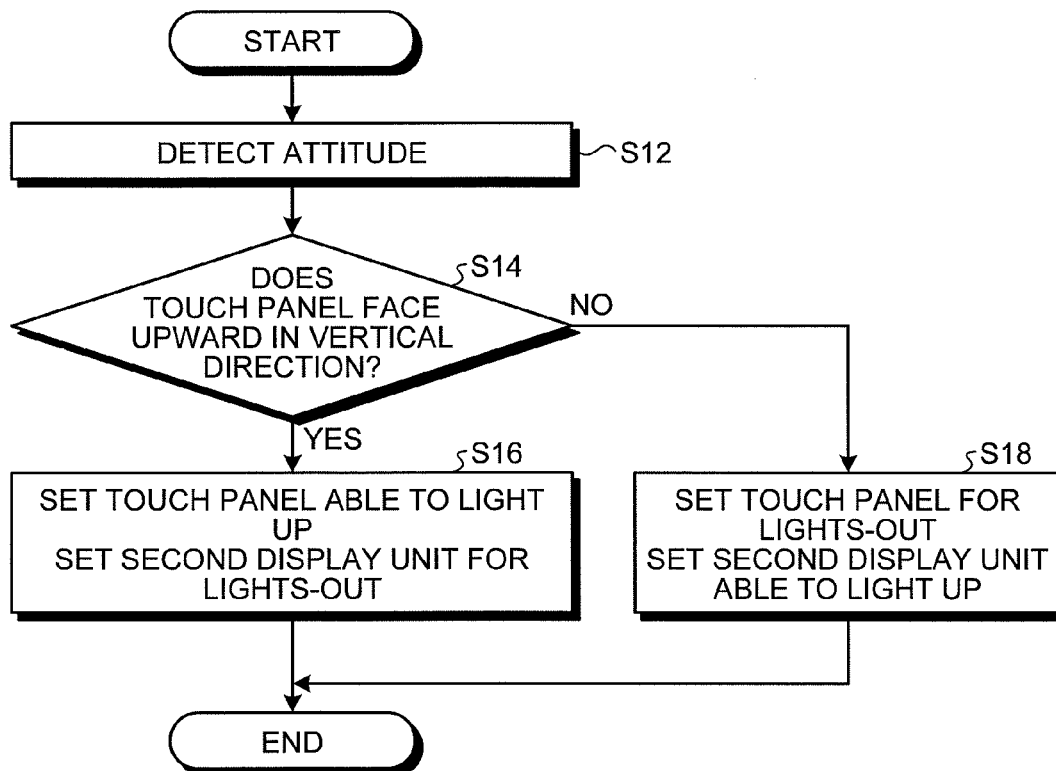 START
DETECT ATTITUDE
S12
S14
DOES
TOUCH PANEL FACE
UPWARD IN VERTICAL
DIRECTION?
NO
YES
S16
SET TOUCH PANEL ABLE TO LIGHT
UP
SET SECOND DISPLAY UNIT FOR
LIGHTS-OUT
S18
SET TOUCH PANEL FOR
LIGHTS-OUT
SET SECOND DISPLAY UNIT
ABLE TO LIGHT UP
END